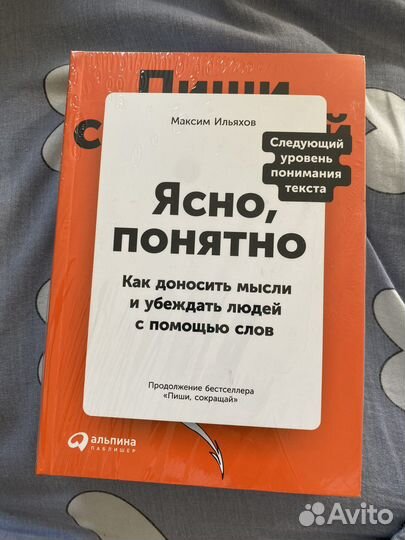 Пиши
с
й
Максим Ильяхов
Следующий
уровень
понимания
текста
Ясно,
понятно
Как доносить мысли
и убеждать людей
с помощью слов
Продолжение бестселлера
«Пиши, сокращай»
альпина
ПАБЛИШЕР
Avito